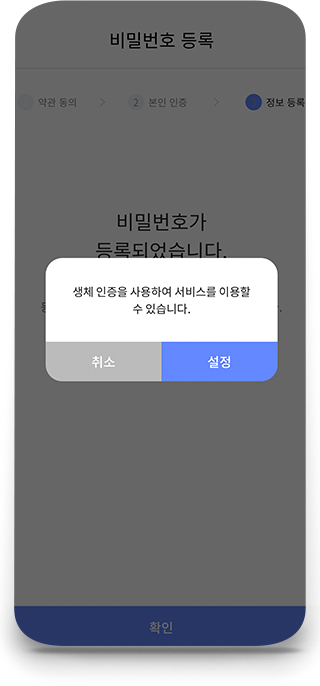 비밀번호 등록
약관 동의
2 본인 인증
정보 등록
비밀번호가
등록되었습니다.
생체 인증을 사용하여 서비스를 이용할
수 있습니다.
취소
설정
확인